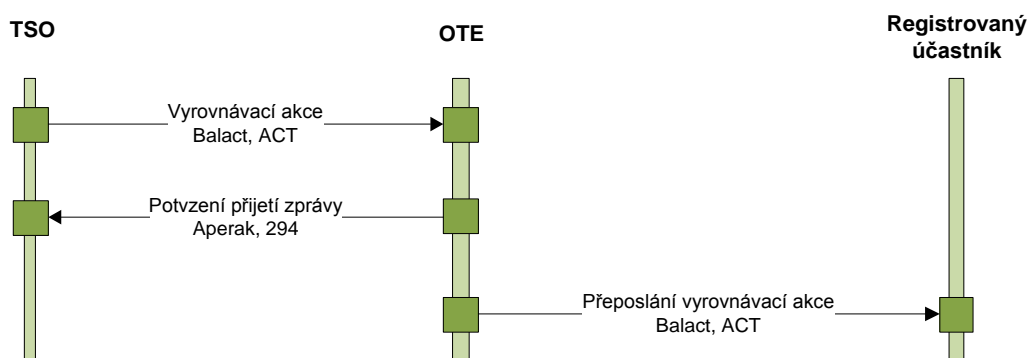 TSO
OTE
Registrovaný
účastník
Vyrovnávací akce
Balact, ACT
Potvzení přijetí zprávy
Aperak, 294
Přeposlání vyrovnávací akce
Balact, ACT